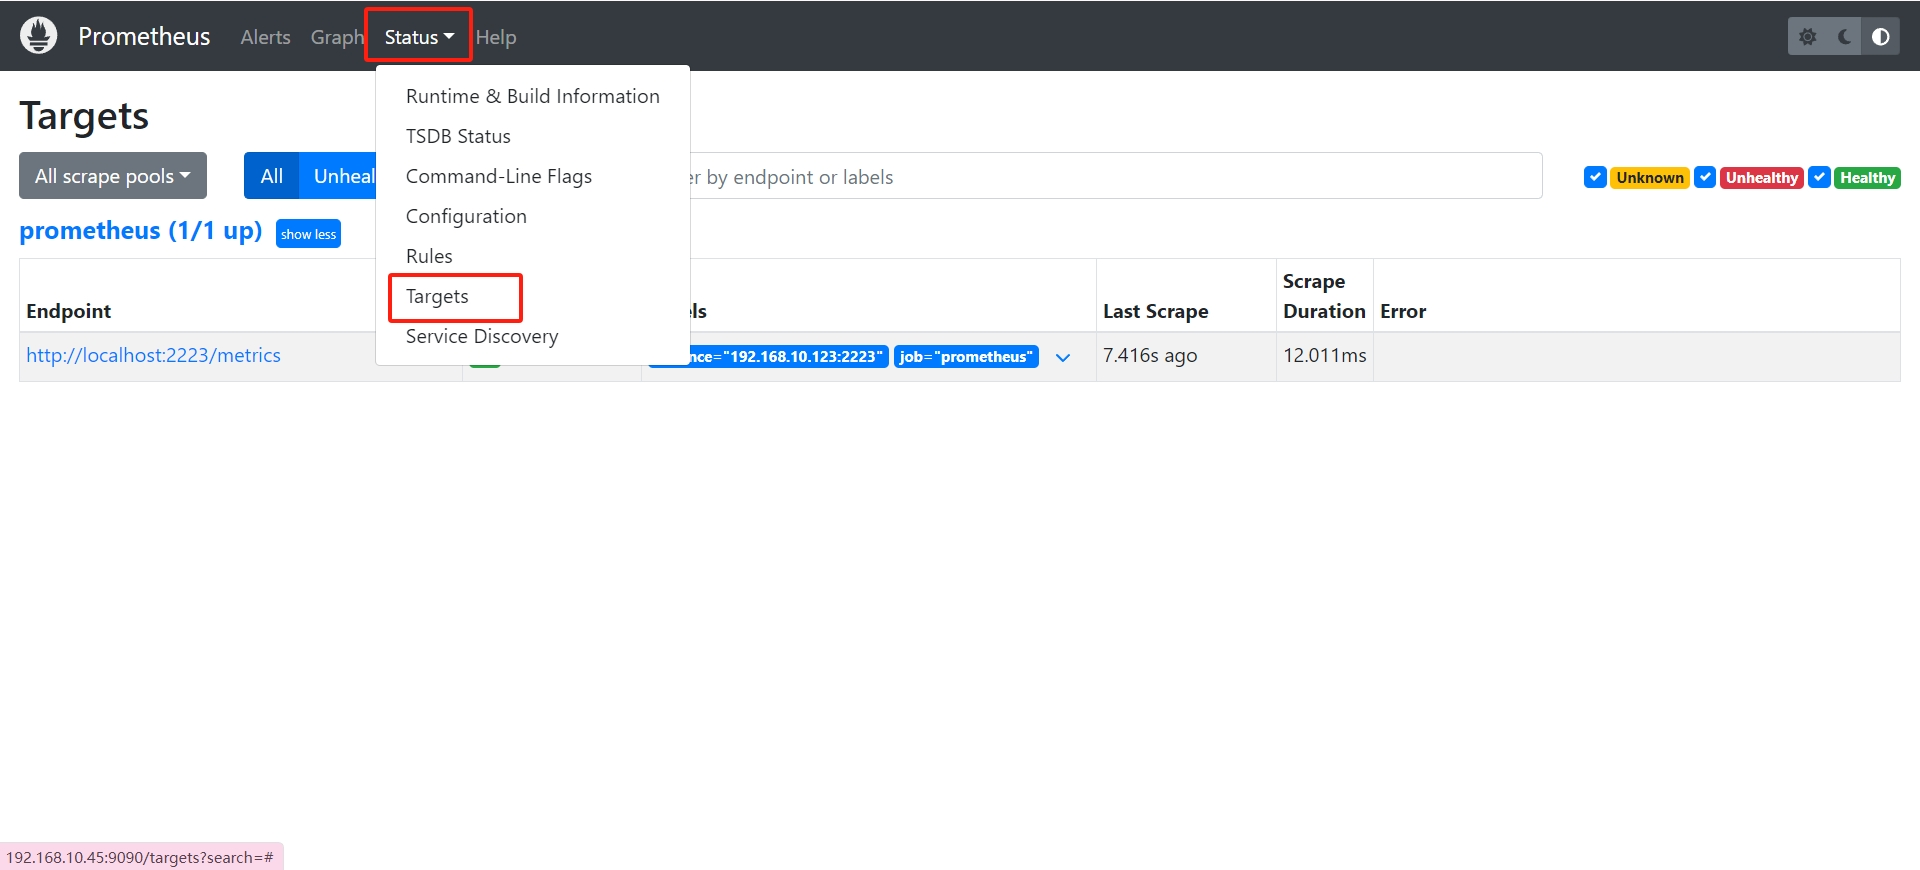 Prometheus Alerts Graph Status Help
Runtime & Build Information
TSDB Status
Command-Line Flags
Configuration
Rules
Targets
Service Discovery
Targets
All scrape pools All by endpoint or labels Unknown Unhealthy Healthy
prometheus (1/1 up) show less
Endpoint Last Scrape Scrape Duration Error
http://localhost:2223/metrics ="192.168.10.123:2223" job="prometheus" 7.416s ago 12.011ms
192.168.10.45:9090/targets?search=#